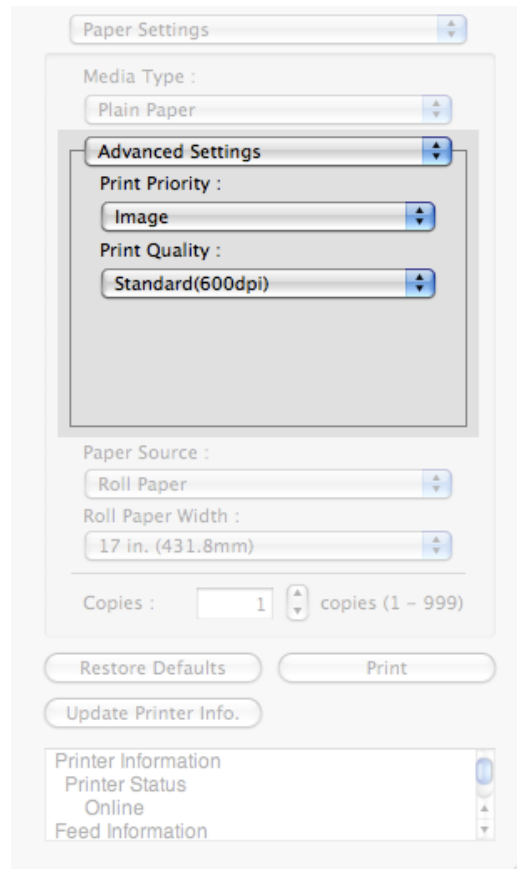 Paper Settings
Media Type :
Plain Paper
Advanced Settings
Print Priority :
Image
Print Quality :
Standard(600dpi)
Paper Source :
Roll Paper
Roll Paper Width :
17 in. (431.8mm)
Copies : 1 copies (1 - 999)
Restore Defaults Print
Update Printer Info.
Printer Information
Printer Status
Online
Feed Information